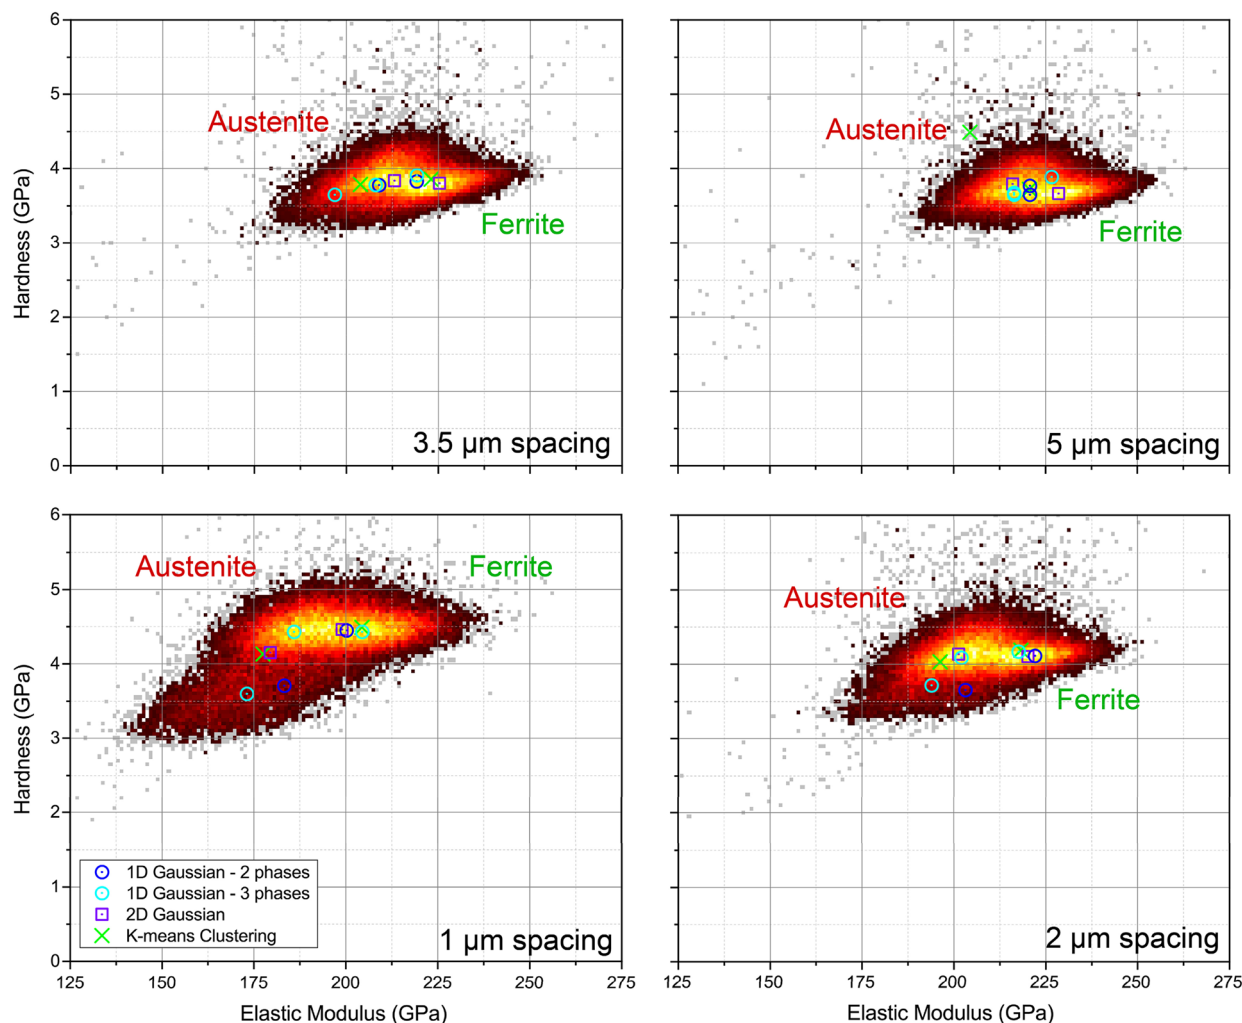 6
5
4
3
2
1
0
Hardness (GPa)
Austenite
Ferrite
3.5 µm spacing
Austenite
Ferrite
5 µm spacing
6
5
4
3
2
1
0
Hardness (GPa)
Austenite
Ferrite
1D Gaussian - 2 phases
1D Gaussian - 3 phases
2D Gaussian
K-means Clustering
1 µm spacing
125 150 175 200 225 250 275
Elastic Modulus (GPa)
Austenite
Ferrite
2 µm spacing
125 150 175 200 225 250 275
Elastic Modulus (GPa)